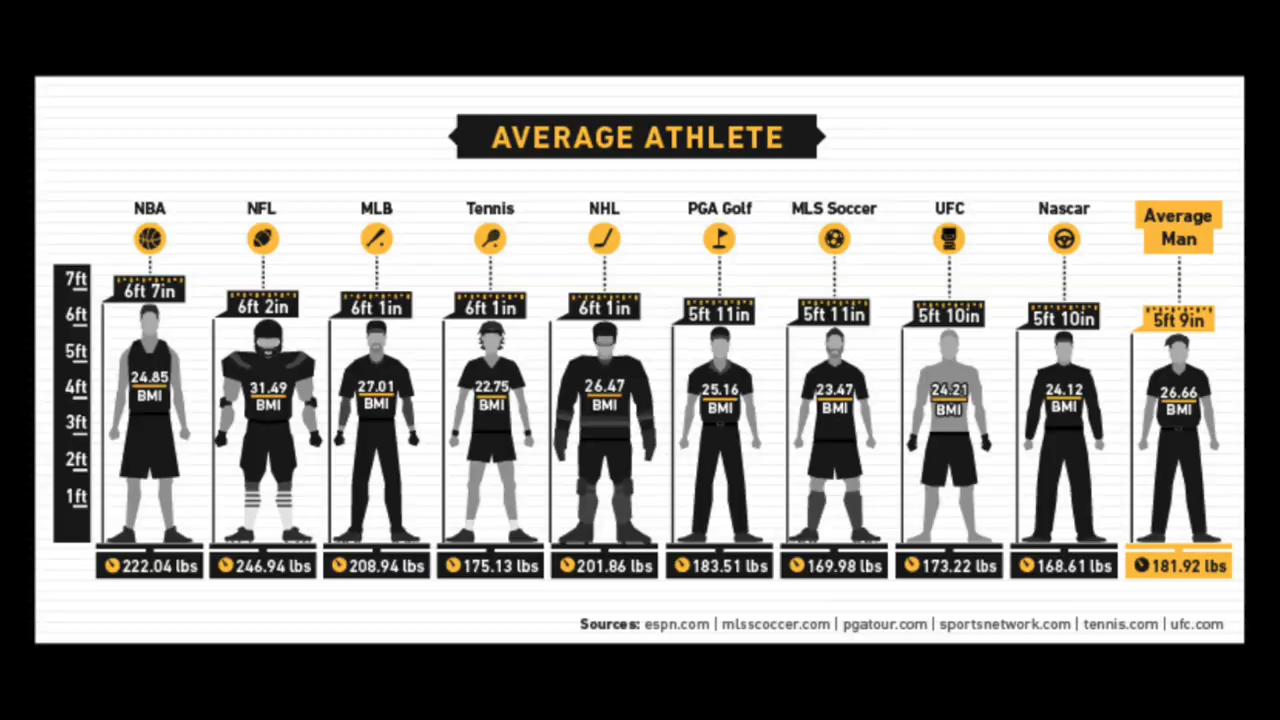 AVERAGE ATHLETE
NBA
NFL
MLB
Tennis
NHL
PGA Golf
MLS Soccer
UFC
Nascar
Average
Man
7ft
6ft
5ft
4ft
3ft
2ft
1ft
6ft 7in
6ft 2in
6ft 1in
6ft 1in
6ft 1in
5ft 11in
5ft 11in
5ft 10in
5ft 10in
5ft 9in
24.85
BMI
31.49
BMI
27.01
BMI
22.75
BMI
26.47
BMI
25.16
BMI
23.47
BMI
24.21
BMI
24.12
BMI
26.66
BMI
222.04 lbs
246.94 lbs
208.94 lbs
175.13 lbs
201.86 lbs
183.51 lbs
169.98 lbs
173.22 lbs
168.61 lbs
181.92 lbs
Sources: espn.com | mlsscoccer.com | pgatour.com | sportsnetwork.com | tennis.com | ufc.com